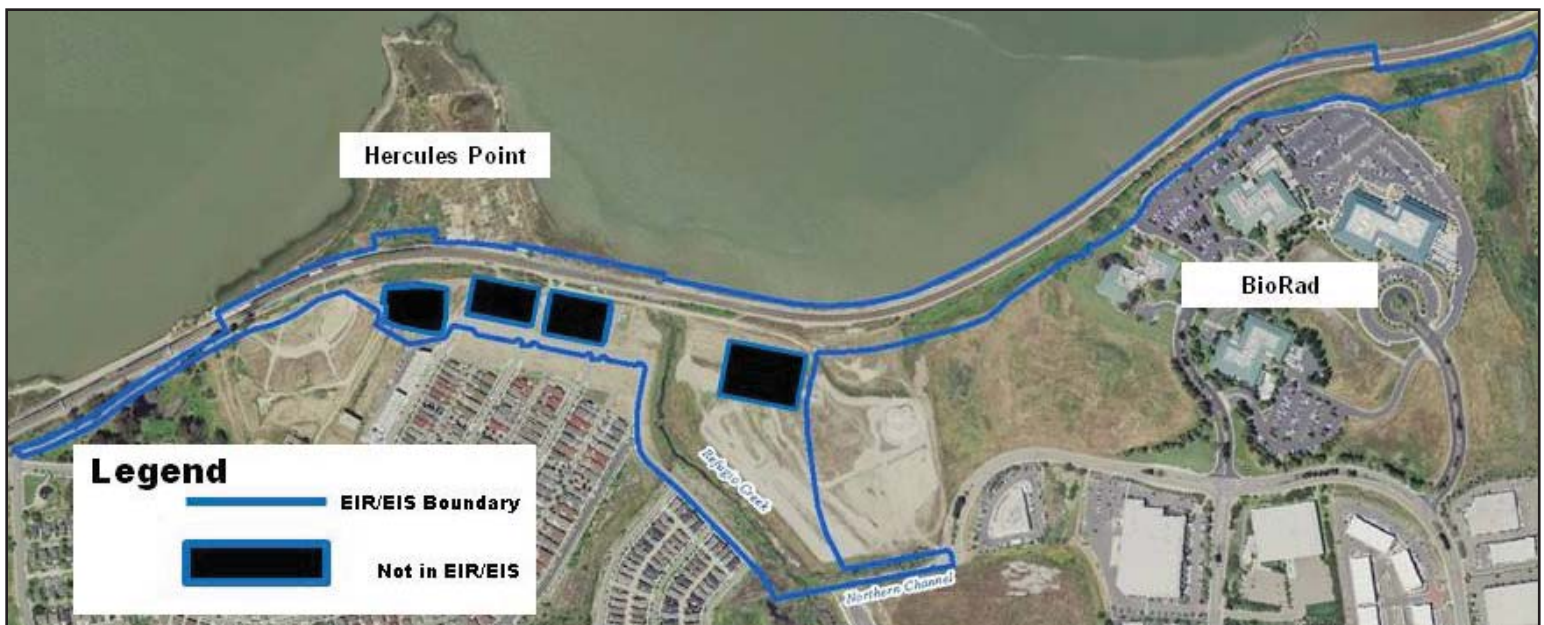 Hercules Point
BioRad
Refugio Creek
Northern Channel
Legend
EIR/EIS Boundary
Not in EIR/EIS